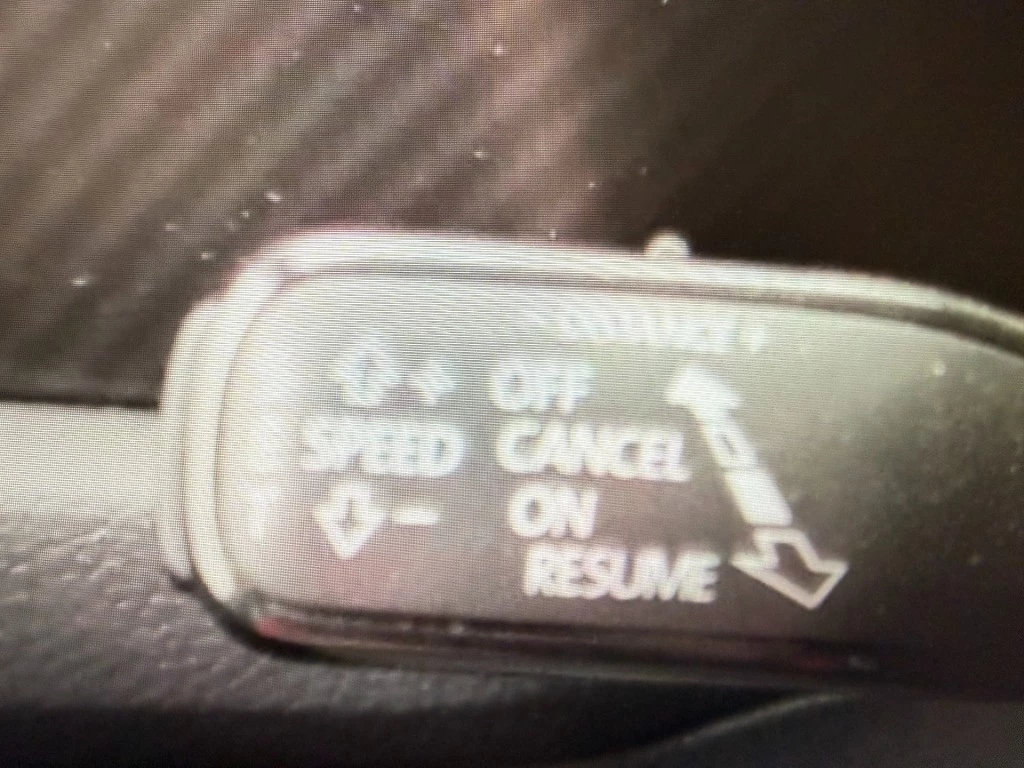 + OFF
SPEED CANCEL
- ON
RESUME